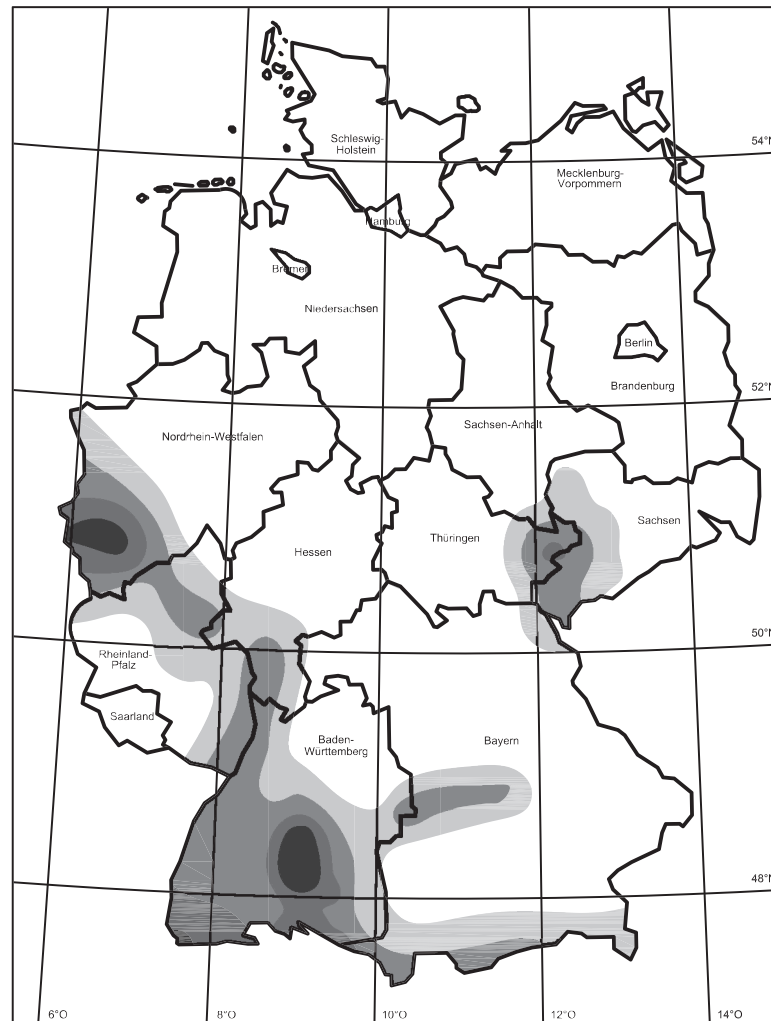 Schleswig-
Holstein
54°N
Mecklenburg-
Vorpommern
Hamburg
Bremen
Niedersachsen
Berlin
Brandenburg
52°N
Nordrhein-Westfalen
Sachsen-Anhalt
Sachsen
Thüringen
Hessen
50°N
Rheinland-
Pfalz
Saarland
Baden-
Württemberg
Bayern
48°N
6°O
8°O
10°O
12°O
14°O